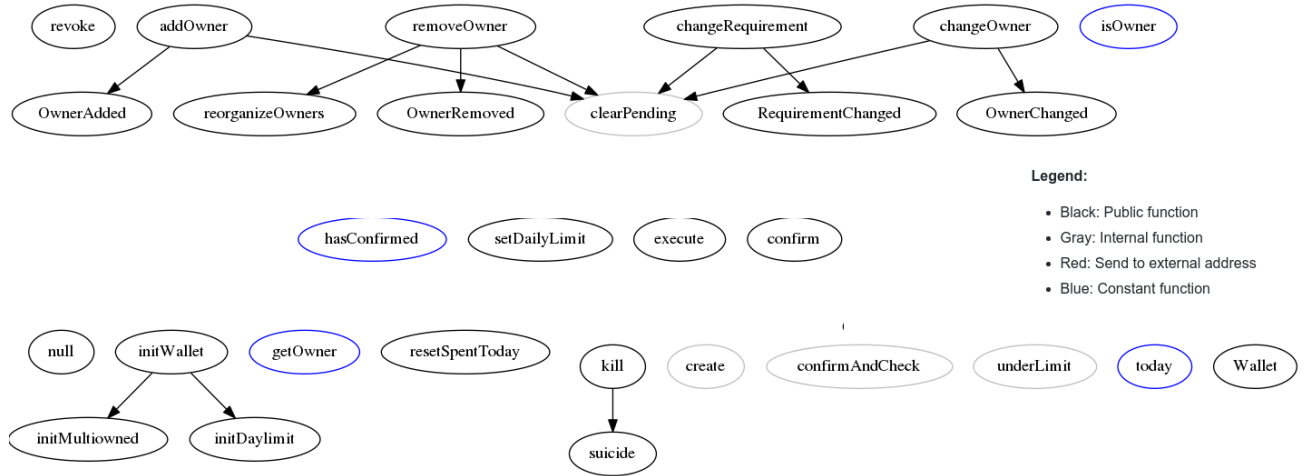 revoke
addOwner
removeOwner
changeRequirement
changeOwner
isOwner
OwnerAdded
reorganizeOwners
OwnerRemoved
clearPending
RequirementChanged
OwnerChanged
Legend:
Black: Public function
Gray: Internal function
Red: Send to external address
Blue: Constant function
hasConfirmed
setDailyLimit
execute
confirm
null
initWallet
getOwner
resetSpentToday
kill
create
confirmAndCheck
underLimit
today
Wallet
initMultiowned
initDaylimit
suicide